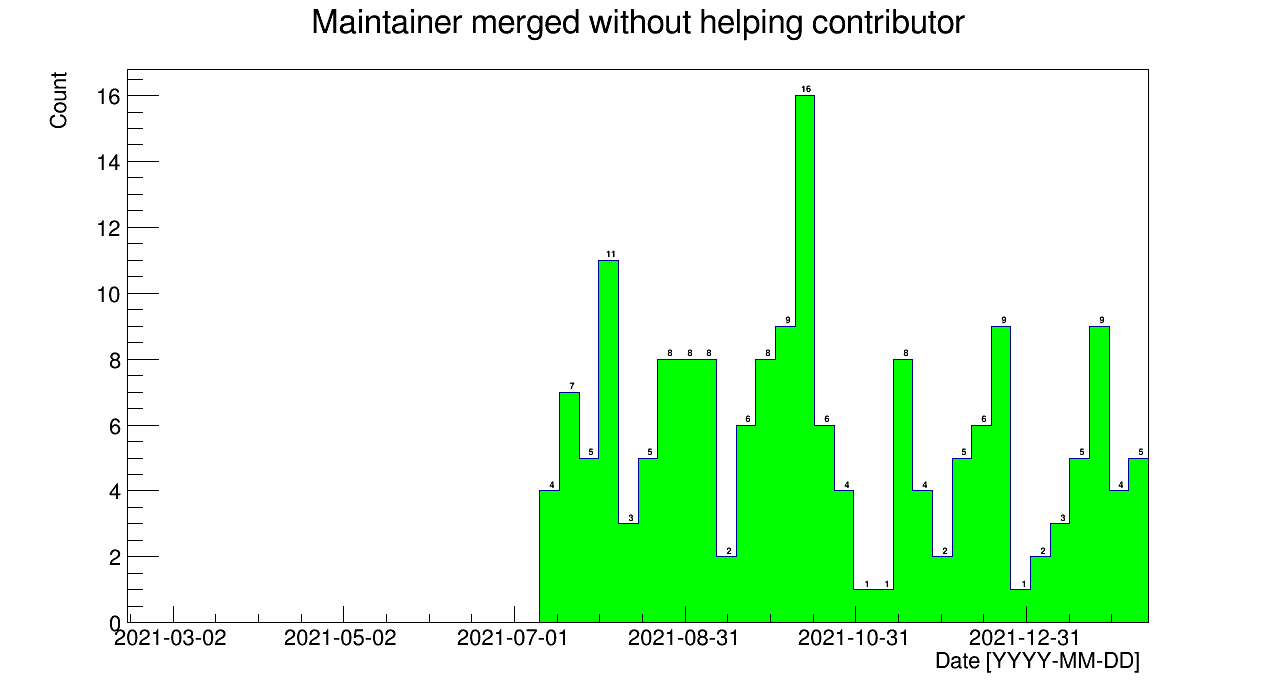 Maintainer merged without helping contributor
Count
16
14
12
10
8
6
4
2
0
4 7 5 11 3 5 8 8 8 2 6 8 9 16 6 4 1 1 8 4 2 5 6 9 1 2 3 5 9 4 5
2021-03-02 2021-05-02 2021-07-01 2021-08-31 2021-10-31 2021-12-31
Date [YYYY-MM-DD]